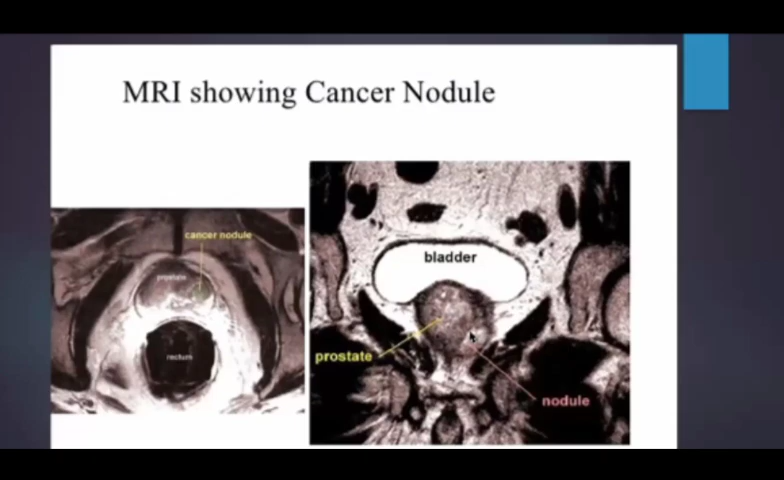 MRI showing Cancer Nodule
cancer nodule
prostate
rectum
bladder
prostate
nodule